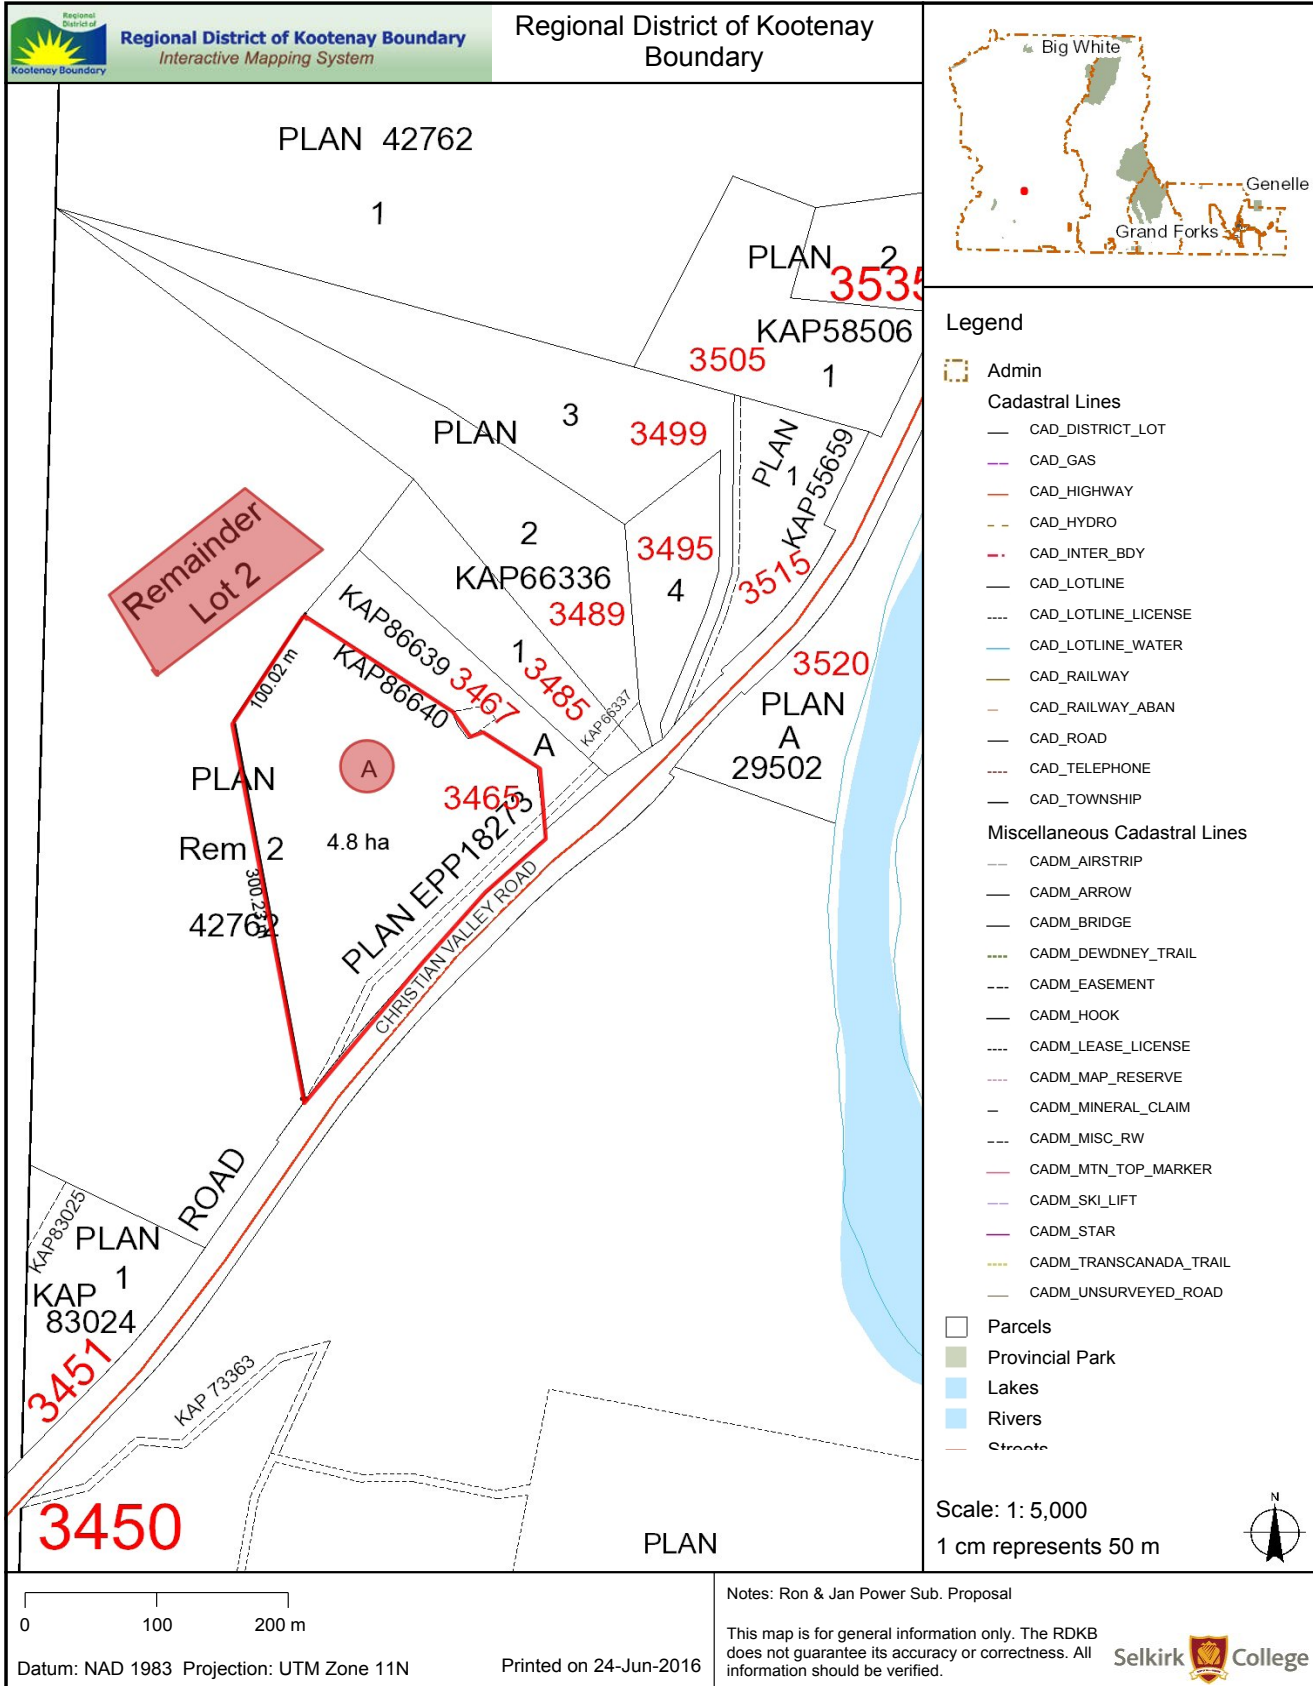 Regional
District of
Kootenay Boundary
Regional District of Kootenay Boundary
Interactive Mapping System
Regional District of Kootenay
Boundary
Big White
Genelle
Grand Forks
PLAN 42762
1
PLAN 2
3535
KAP58506
3505
1
3
PLAN
3499
PLAN
1
KAP55659
2
3495
KAP66336
4
3515
3489
Remainder
Lot 2
KAP86639
1
3485
3467
KAP86640
KAP66337
3520
PLAN
A
29502
100.02 m
A
PLAN
A
3465
Rem 2
4.8 ha
PLAN EPP18273
300.23 m
42762
CHRISTIAN VALLEY ROAD
ROAD
KAP83025
PLAN
1
KAP
83024
3451
KAP 73363
3450
PLAN
Legend
Admin
Cadastral Lines
CAD_DISTRICT_LOT
CAD_GAS
CAD_HIGHWAY
CAD_HYDRO
CAD_INTER_BDY
CAD_LOTLINE
CAD_LOTLINE_LICENSE
CAD_LOTLINE_WATER
CAD_RAILWAY
CAD_RAILWAY_ABAN
CAD_ROAD
CAD_TELEPHONE
CAD_TOWNSHIP
Miscellaneous Cadastral Lines
CADM_AIRSTRIP
CADM_ARROW
CADM_BRIDGE
CADM_DEWDNEY_TRAIL
CADM_EASEMENT
CADM_HOOK
CADM_LEASE_LICENSE
CADM_MAP_RESERVE
CADM_MINERAL_CLAIM
CADM_MISC_RW
CADM_MTN_TOP_MARKER
CADM_SKI_LIFT
CADM_STAR
CADM_TRANSCANADA_TRAIL
CADM_UNSURVEYED_ROAD
Parcels
Provincial Park
Lakes
Rivers
Streets
Scale: 1: 5,000
1 cm represents 50 m
N
0 100 200 m
Datum: NAD 1983 Projection: UTM Zone 11N
Printed on 24-Jun-2016
Notes: Ron & Jan Power Sub. Proposal
This map is for general information only. The RDKB
does not guarantee its accuracy or correctness. All
information should be verified.
Selkirk College